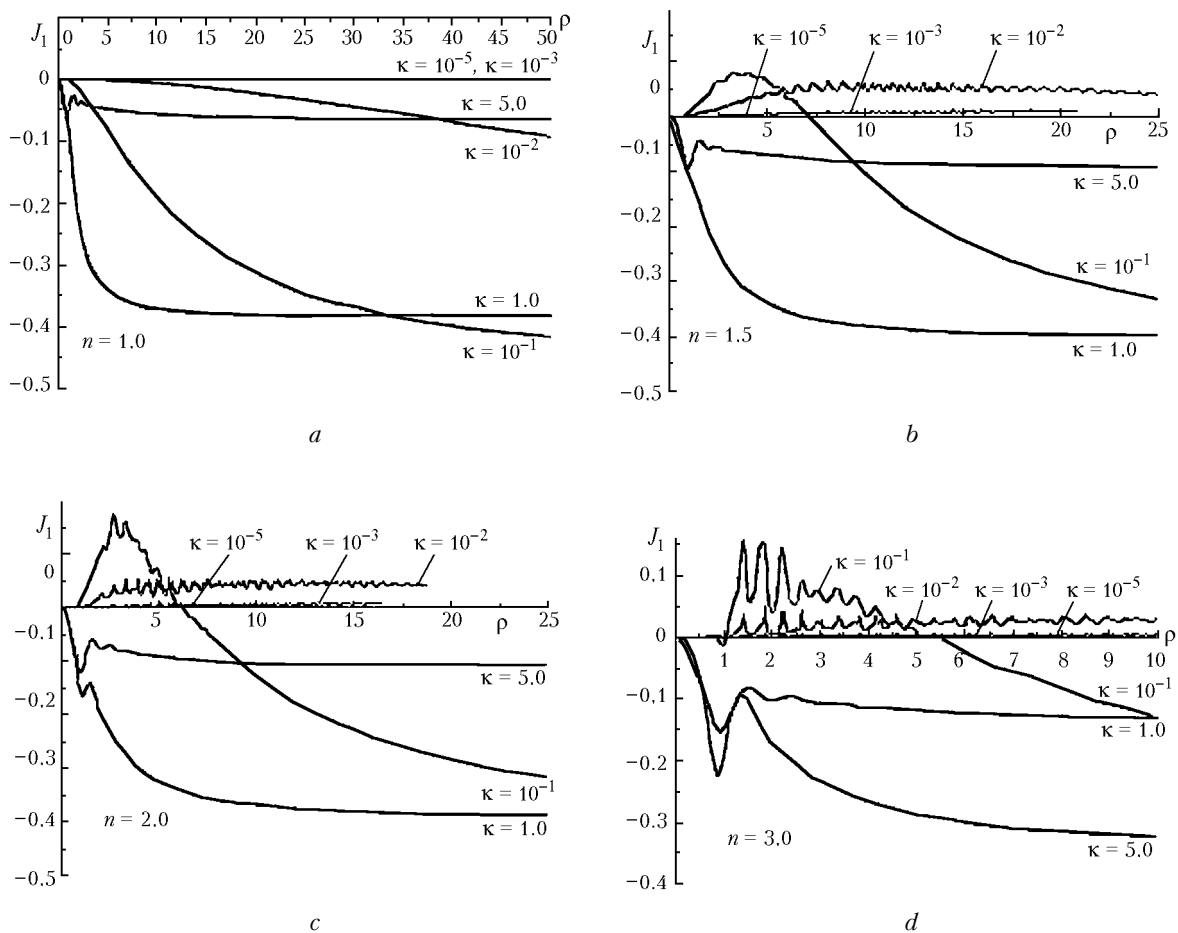 J₁
ρ
0 5 10 15 20 25 30 35 40 45 50
κ = 10⁻⁵, κ = 10⁻³
0
κ = 5.0
−0.1
κ = 10⁻²
−0.2
−0.3
κ = 1.0
−0.4
n = 1.0
κ = 10⁻¹
−0.5
a
J₁
κ = 10⁻⁵ κ = 10⁻³ κ = 10⁻²
0
5 10 15 20 25
ρ
−0.1
κ = 5.0
−0.2
κ = 10⁻¹
−0.3
−0.4
n = 1.5
κ = 1.0
−0.5
b
J₁
κ = 10⁻⁵ κ = 10⁻³ κ = 10⁻²
0
5 10 15 20 25
ρ
−0.1
κ = 5.0
−0.2
−0.3
κ = 10⁻¹
−0.4
n = 2.0
κ = 1.0
−0.5
c
J₁
κ = 10⁻¹
0.1
κ = 10⁻² κ = 10⁻³ κ = 10⁻⁵
0
ρ
1 2 3 4 5 6 7 8 9 10
κ = 10⁻¹
−0.1
κ = 1.0
−0.2
−0.3
n = 3.0
κ = 5.0
−0.4
d